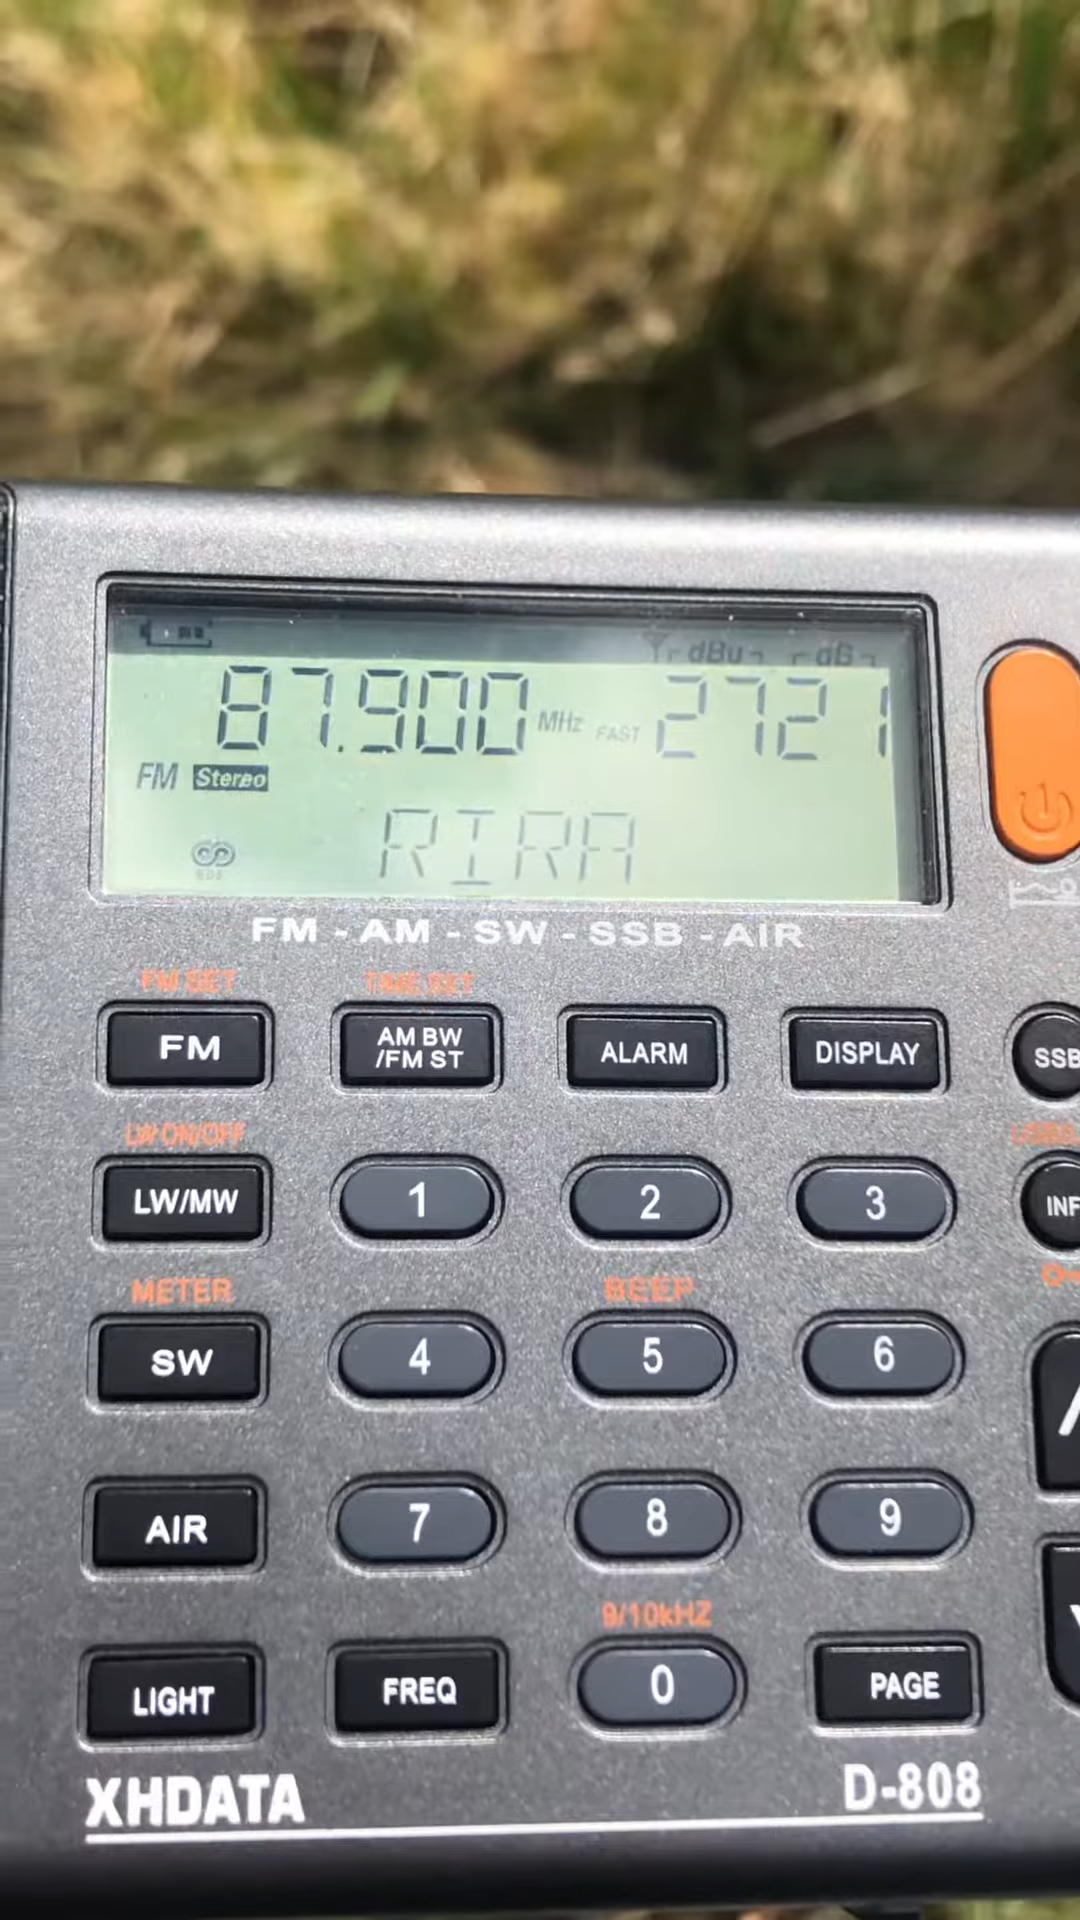 dBu dB
87.900 MHz FAST 2721
FM Stereo
RDS RIRA
FM - AM - SW - SSB - AIR
FM SET TIME SET
FM AM BW /FM ST ALARM DISPLAY SSB
LW ON/OFF
LW/MW 1 2 3 INF
METER BEEP
SW 4 5 6
AIR 7 8 9
9/10kHZ
LIGHT FREQ 0 PAGE
XHDATA D-808